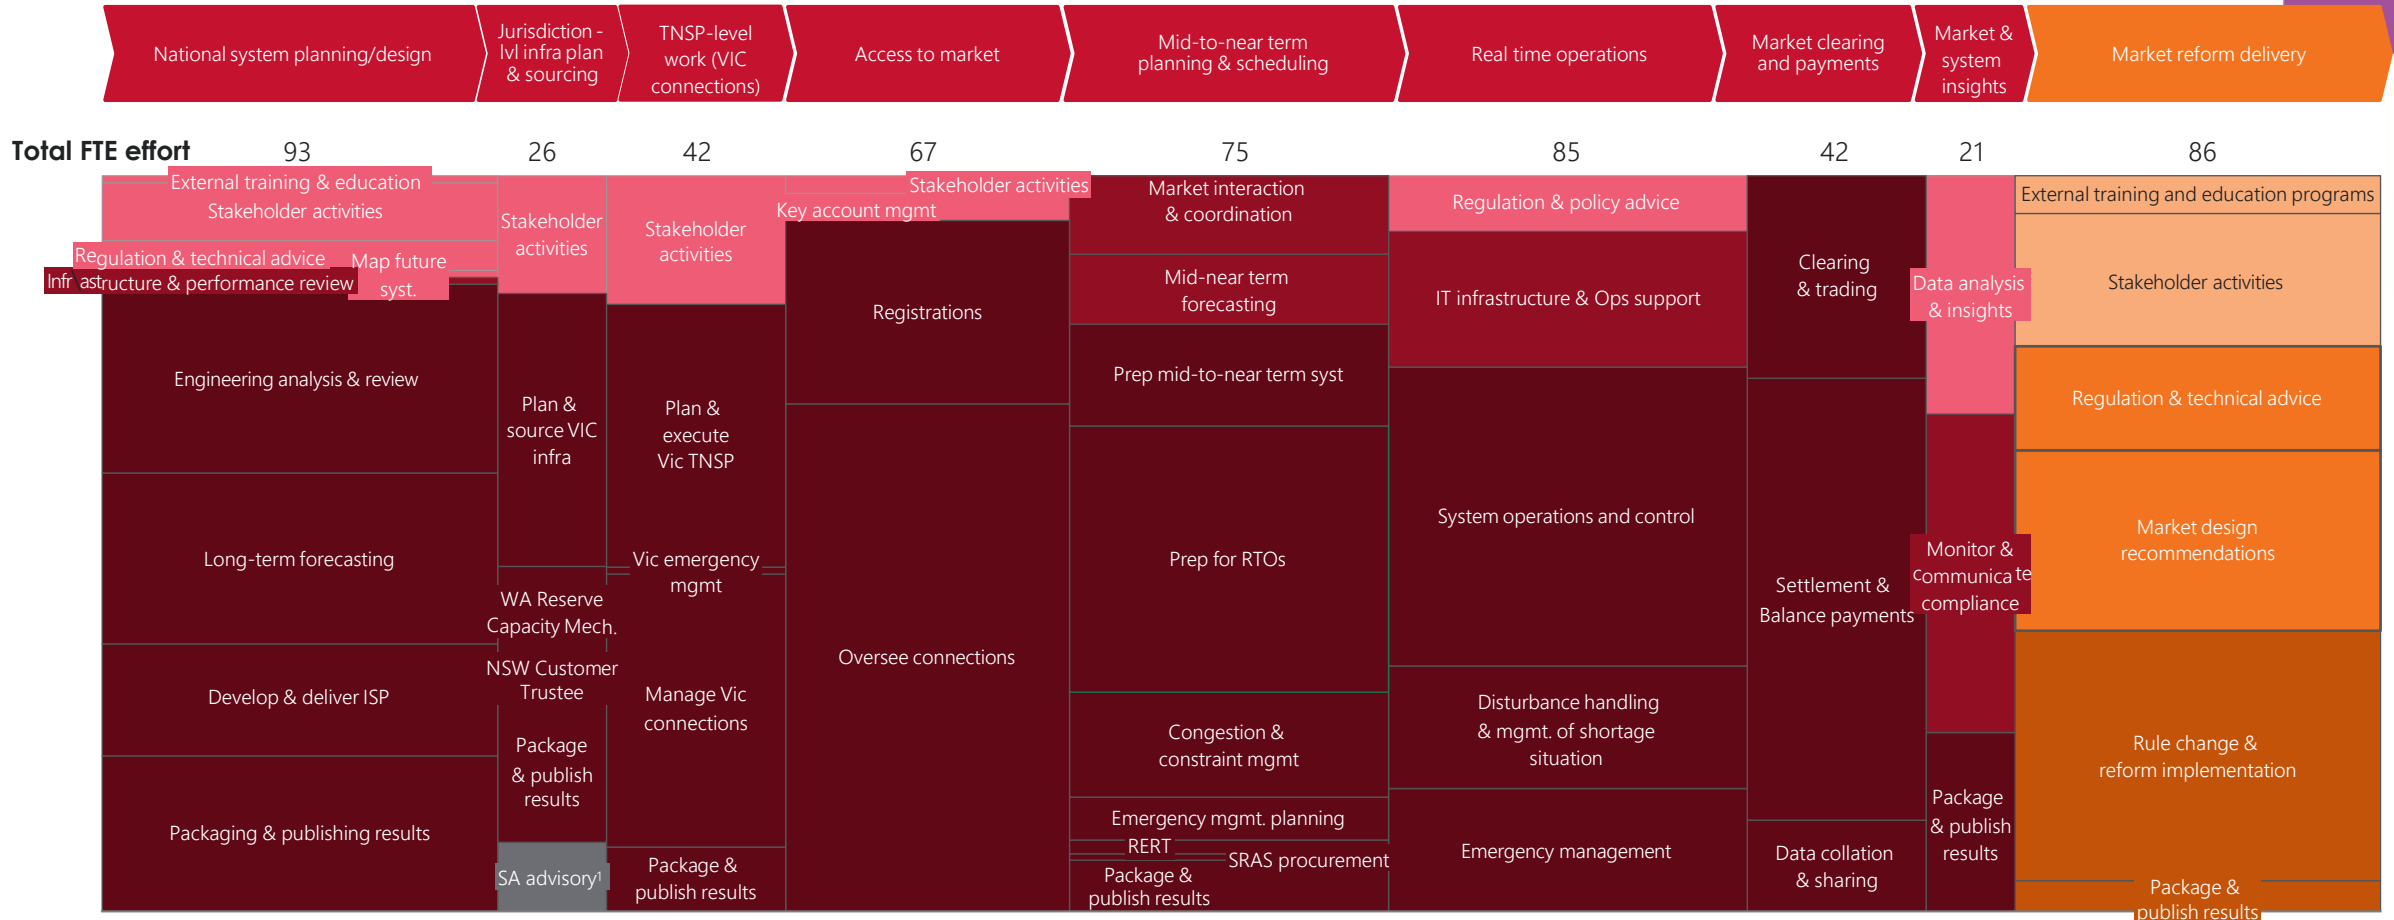 National system planning/design
Jurisdiction -
lvl infra plan
& sourcing
TNSP-level
work (VIC
connections)
Access to market
Mid-to-near term
planning & scheduling
Real time operations
Market clearing
and payments
Market &
system
insights
Market reform delivery
Total FTE effort 93 26 42 67 75 85 42 21 86
External training & education
Stakeholder activities
Regulation & technical advice
Map future
syst.
Infrastructure & performance review
Engineering analysis & review
Long-term forecasting
Develop & deliver ISP
Packaging & publishing results
Stakeholder
activities
Plan &
source VIC
infra
WA Reserve
Capacity Mech.
NSW Customer
Trustee
Package
& publish
results
SA advisory¹
Stakeholder
activities
Plan &
execute
Vic TNSP
Vic emergency
mgmt
Manage Vic
connections
Package &
publish results
Stakeholder activities
Key account mgmt
Registrations
Oversee connections
Market interaction
& coordination
Mid-near term
forecasting
Prep mid-to-near term syst
Prep for RTOs
Congestion &
constraint mgmt
Emergency mgmt. planning
RERT
SRAS procurement
Package &
publish results
Regulation & policy advice
IT infrastructure & Ops support
System operations and control
Disturbance handling
& mgmt. of shortage
situation
Emergency management
Clearing
& trading
Settlement &
Balance payments
Data collation
& sharing
Data analysis
& insights
Monitor &
communicate
compliance
Package
& publish
results
External training and education programs
Stakeholder activities
Regulation & technical advice
Market design
recommendations
Rule change &
reform implementation
Package &
publish results